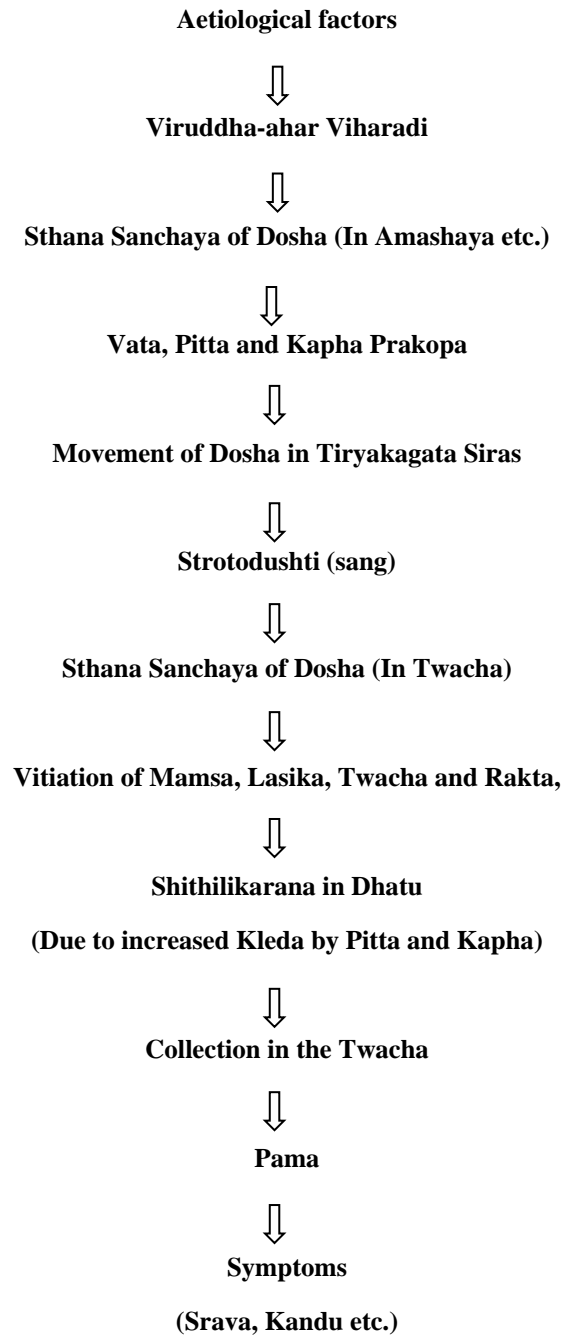 Aetiological factors
Viruddha-ahar Viharadi
Sthana Sanchaya of Dosha (In Amashaya etc.)
Vata, Pitta and Kapha Prakopa
Movement of Dosha in Tiryakagata Siras
Strotodushti (sang)
Sthana Sanchaya of Dosha (In Twacha)
Vitiation of Mamsa, Lasika, Twacha and Rakta,
Shithilikarana in Dhatu
(Due to increased Kleda by Pitta and Kapha)
Collection in the Twacha
Pama
Symptoms
(Srava, Kandu etc.)